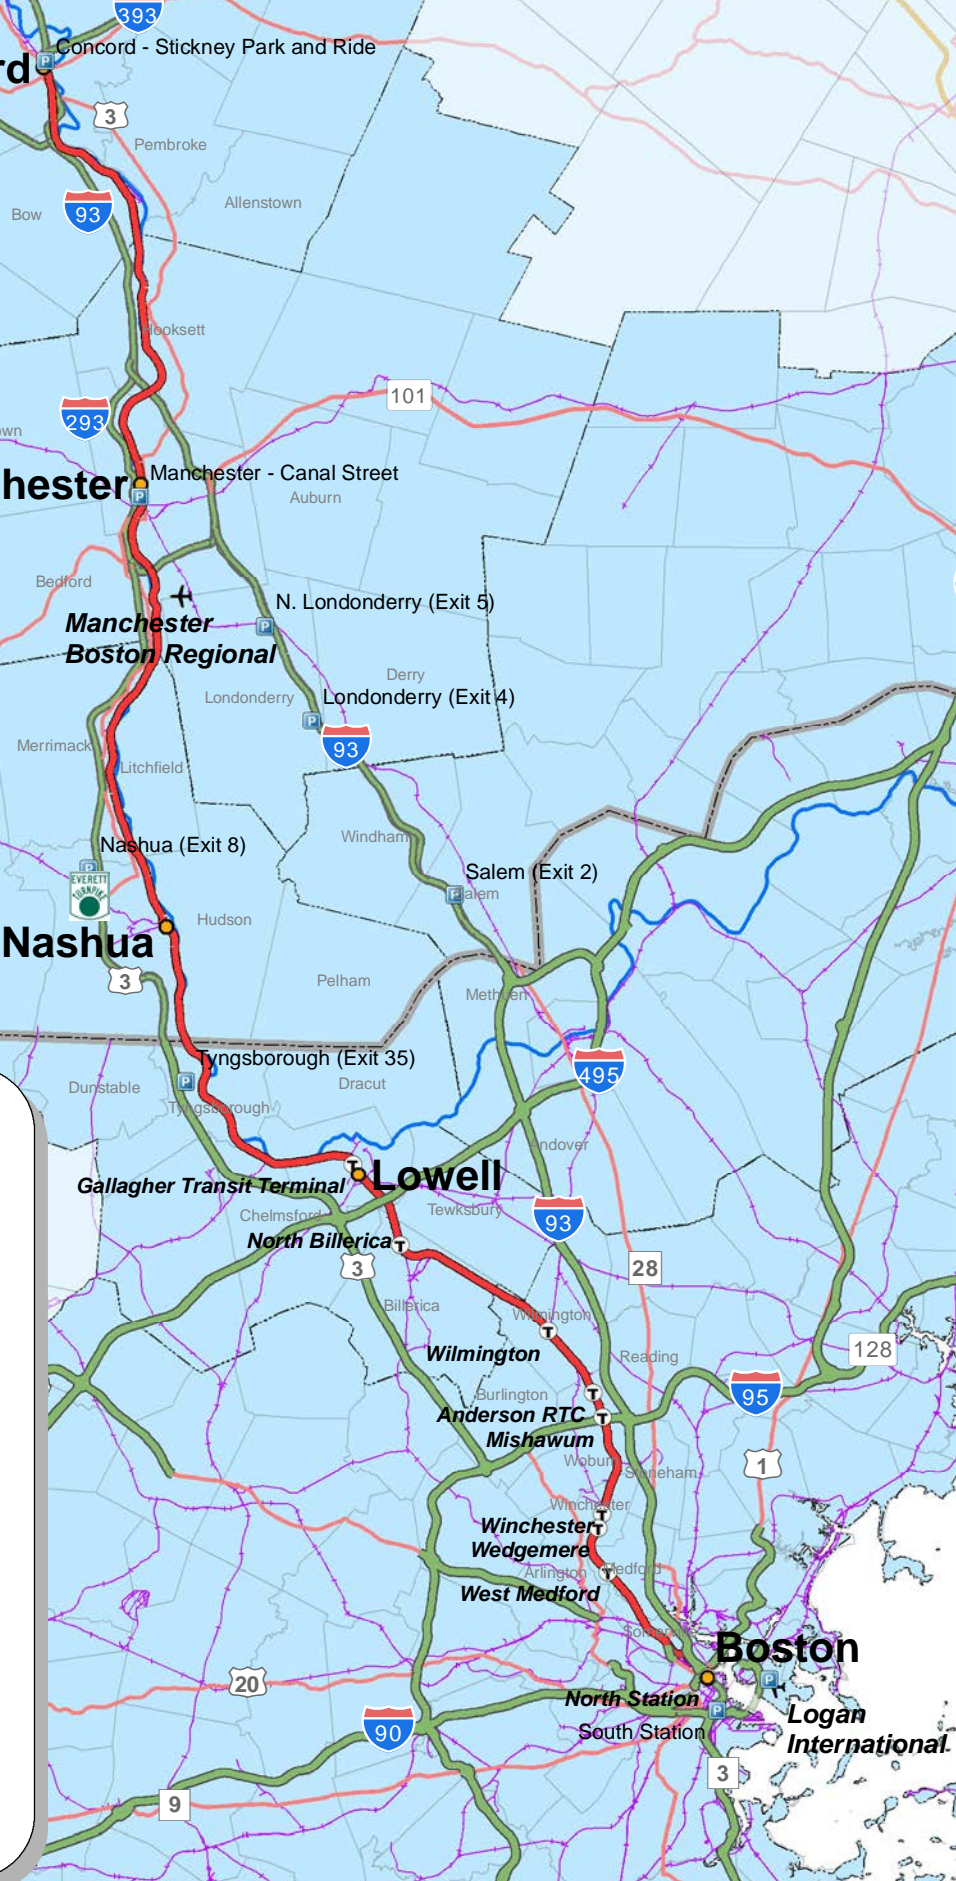 393
Concord - Stickney Park and Ride
rd
3
Pembroke
Allenstown
93
Bow
Hooksett
101
293
own
Manchester - Canal Street
hester
Auburn
Bedford
N. Londonderry (Exit 5)
Manchester
Boston Regional
Derry
Londonderry
Londonderry (Exit 4)
93
Merrimack
Litchfield
Windham
Nashua (Exit 8)
Salem (Exit 2)
EVERETT
TURNPIKE
Salem
Hudson
Nashua
3
Pelham
Methuen
Tyngsborough (Exit 35)
495
Dunstable
Dracut
Tyngsborough
Andover
Lowell
Gallagher Transit Terminal
Chelmsford
Tewksbury
93
North Billerica
3
28
Billerica
Wilmington
Wilmington
Reading
128
Burlington
95
Anderson RTC
Mishawum
Woburn
Stoneham
1
Winchester
Winchester
Wedgemere
Arlington
Medford
West Medford
Somerville
Boston
20
North Station
Logan
International
90
South Station
3
9